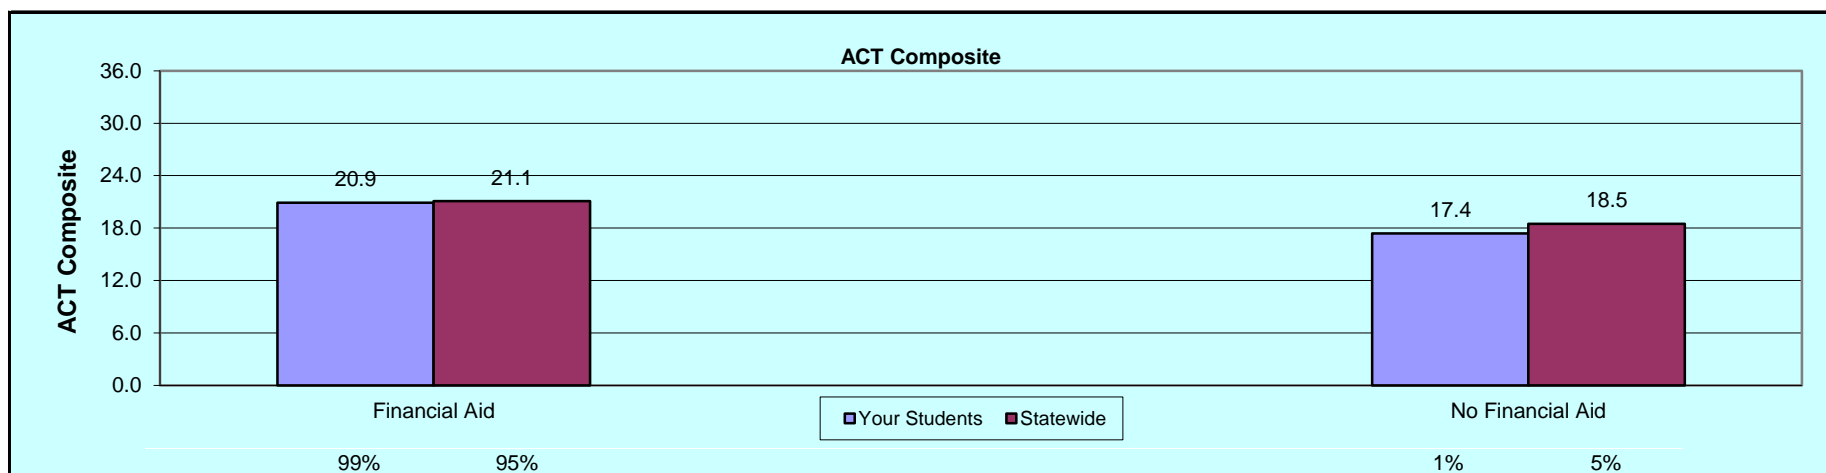 ACT Composite
36.0
30.0
24.0
18.0
12.0
6.0
0.0
ACT Composite
20.9
21.1
17.4
18.5
Financial Aid
No Financial Aid
Your Students Statewide
99% 95% 1% 5%